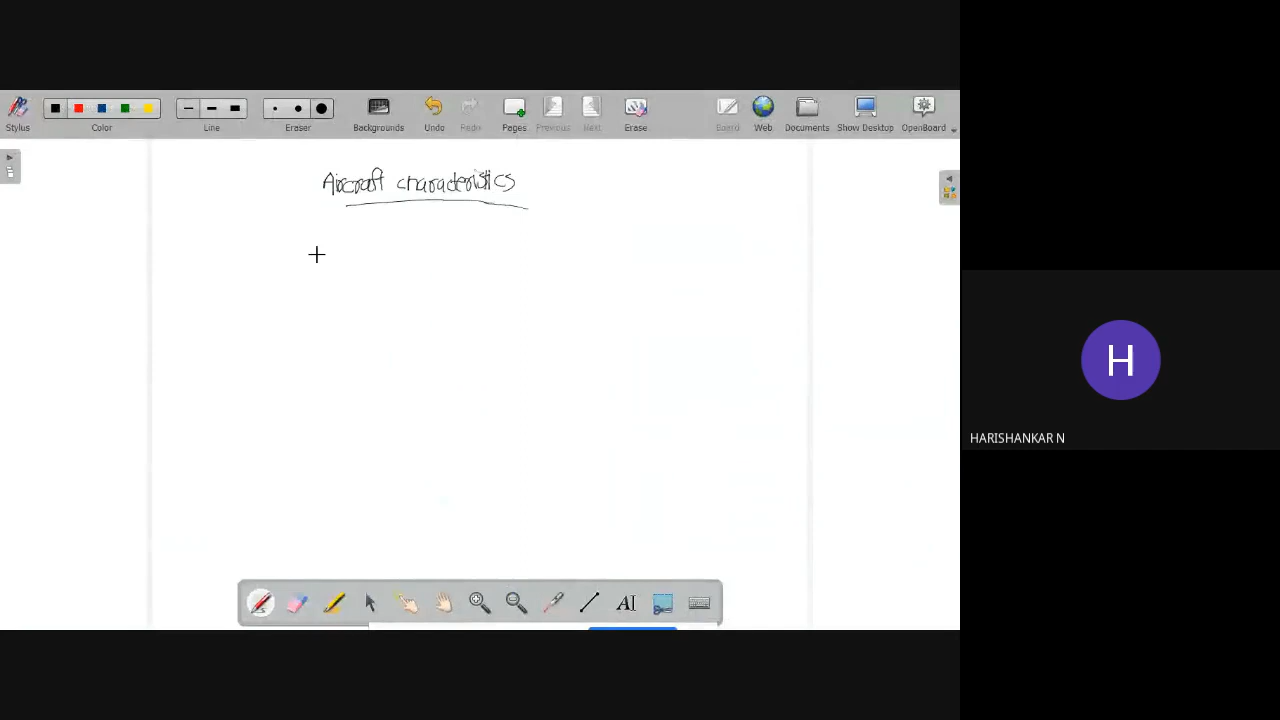 Stylus Color Line Eraser Backgrounds Undo Redo Pages Previous Next Erase Board Web Documents Show Desktop OpenBoard
Aircraft characteristics
H
HARISHANKAR N
AI